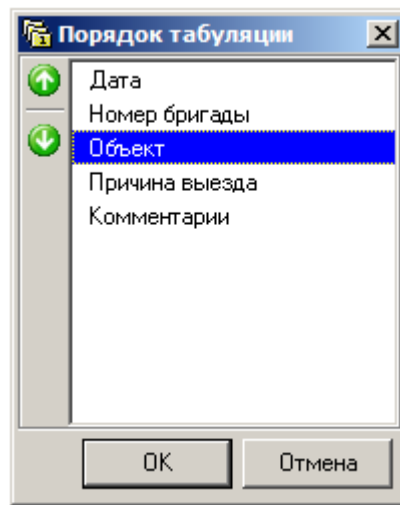 Порядок табуляции
Дата
Номер бригады
Объект
Причина выезда
Комментарии
OK
Отмена